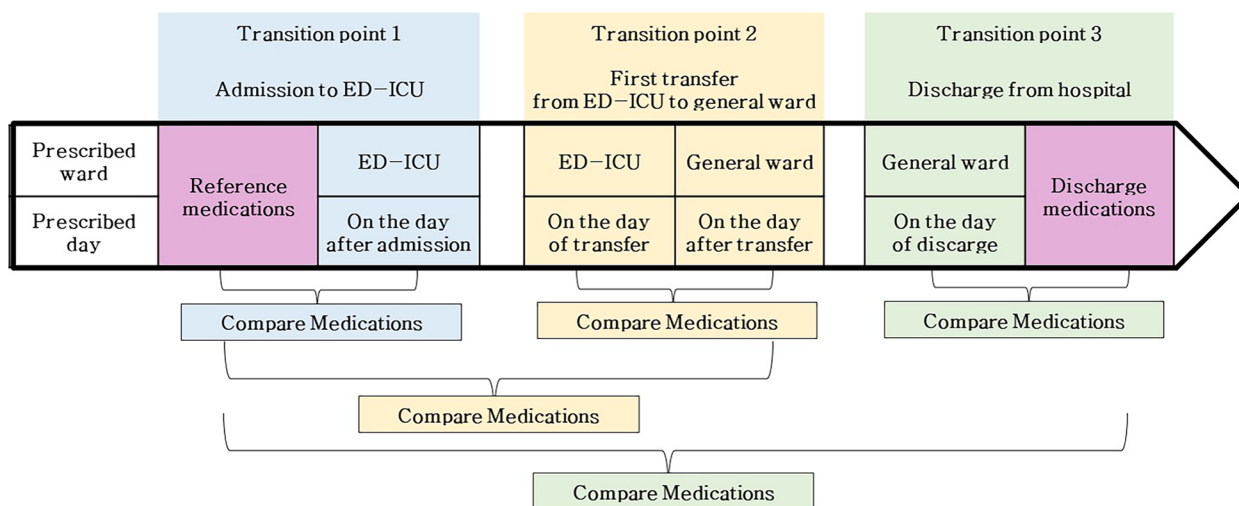 Transition point 1
Admission to ED-ICU
Transition point 2
First transfer
from ED-ICU to general ward
Transition point 3
Discharge from hospital
Prescribed
ward
Reference
medications
ED-ICU
ED-ICU
General ward
General ward
Discharge
medications
Prescribed
day
On the day
after admission
On the day
of transfer
On the day
after transfer
On the day
of discarge
Compare Medications
Compare Medications
Compare Medications
Compare Medications
Compare Medications